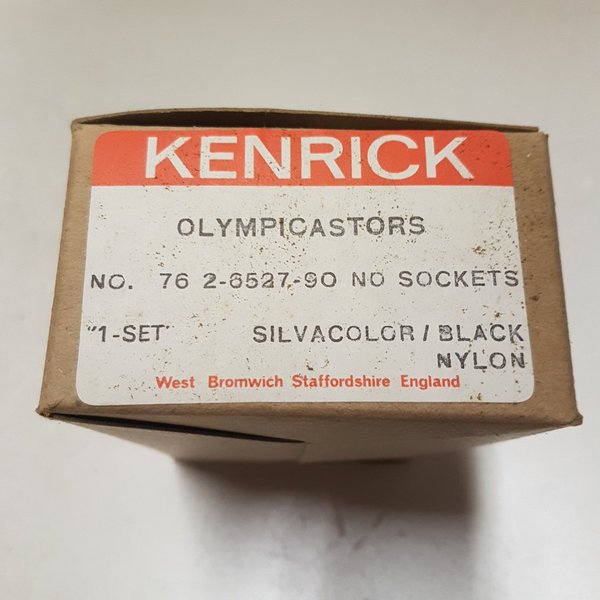 KENRICK
OLYMPICASTORS
NO. 76 2-6527-90 NO SOCKETS
"1-SET" SILVACOLOR / BLACK
NYLON
West Bromwich Staffordshire England